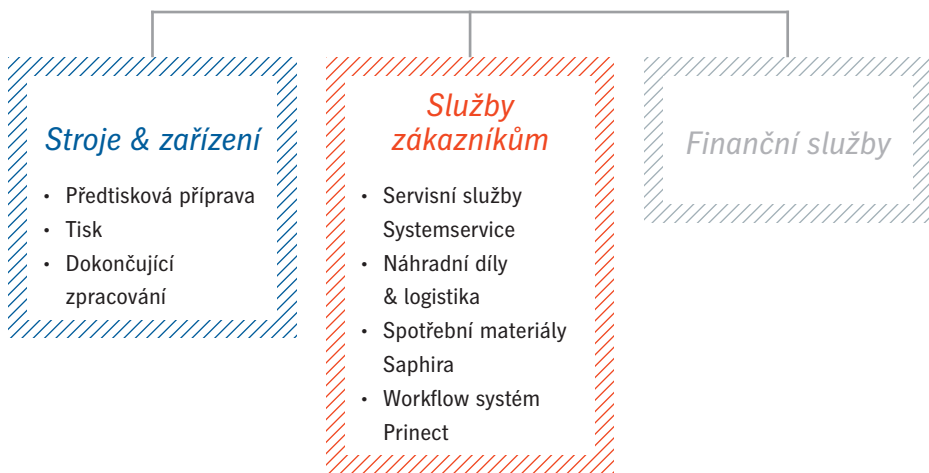 Stroje & zařízení
• Předtisková příprava
• Tisk
• Dokončující
zpracování
Služby
zákazníkům
• Servisní služby
Systemservice
• Náhradní díly
& logistika
• Spotřební materiály
Saphira
• Workflow systém
Prinect
Finanční služby